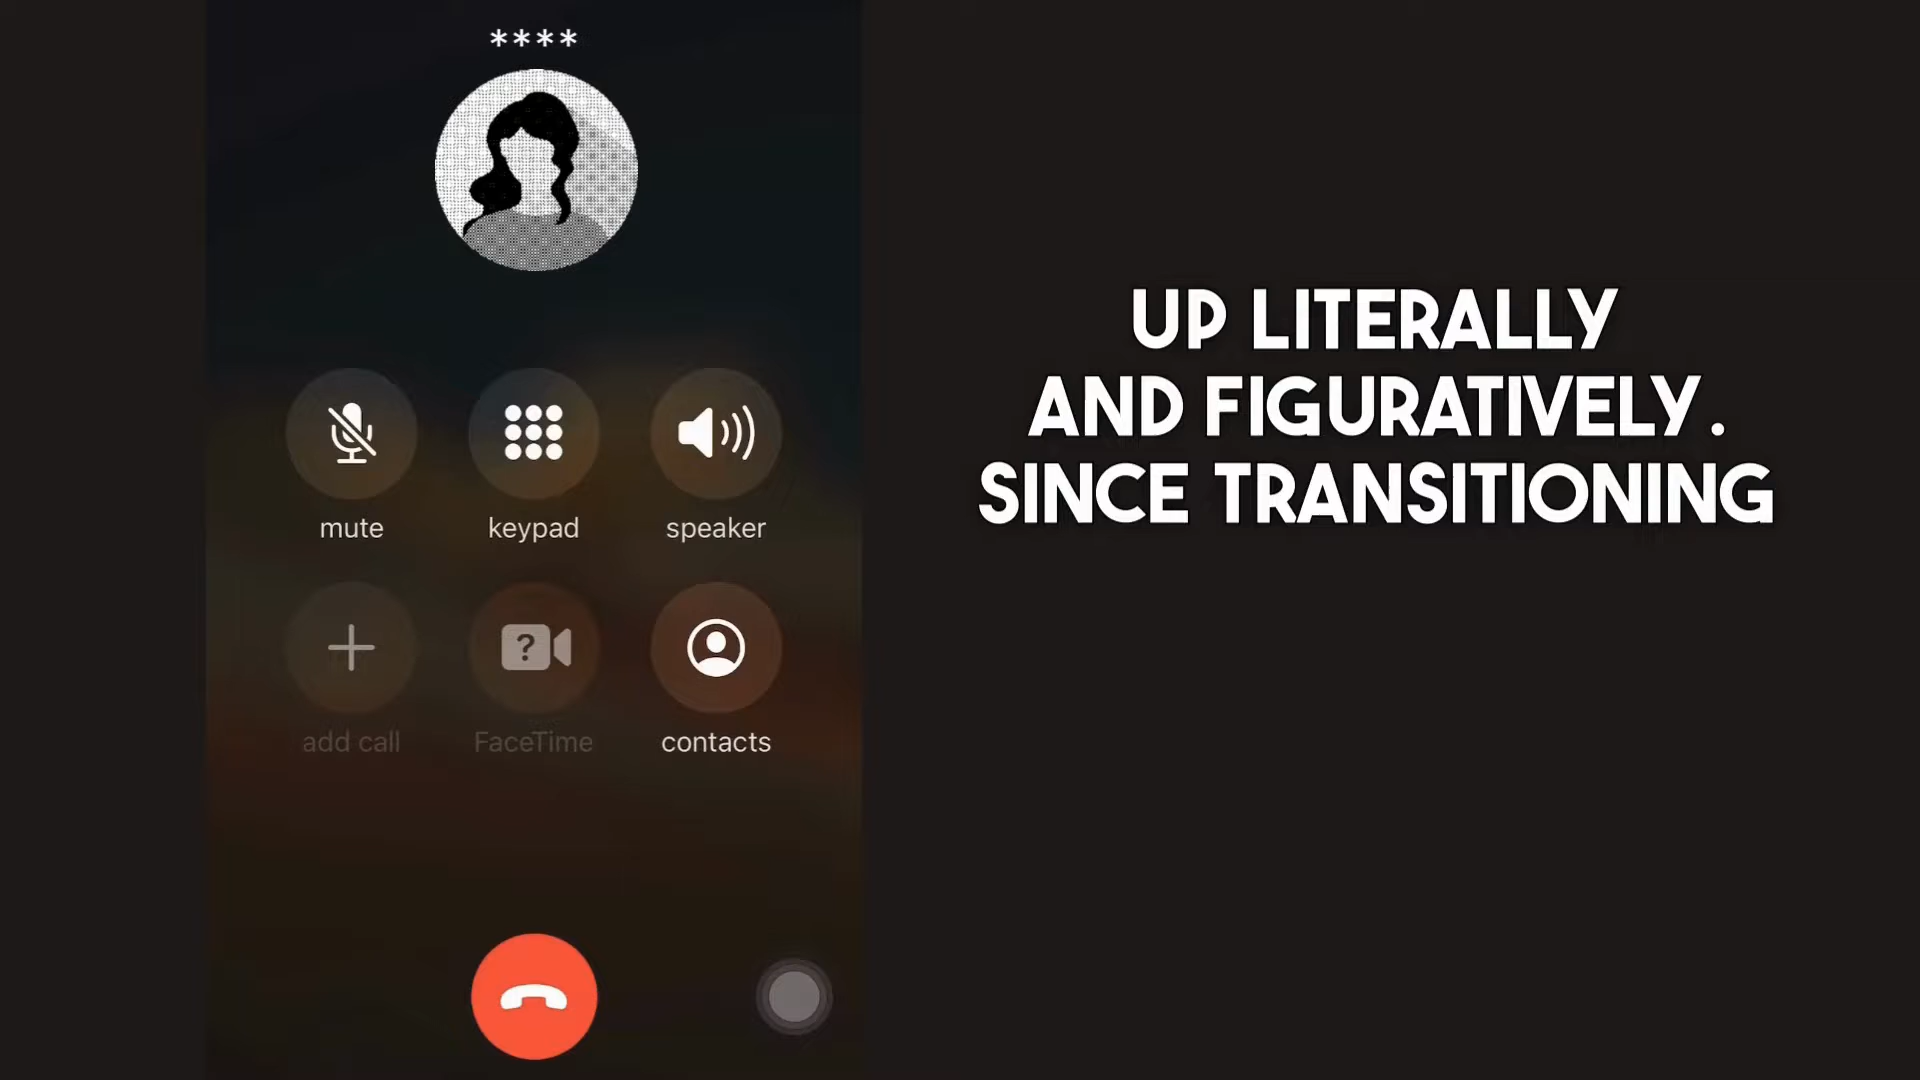 ****
mute
keypad
speaker
add call
FaceTime
contacts
UP LITERALLY
AND FIGURATIVELY.
SINCE TRANSITIONING